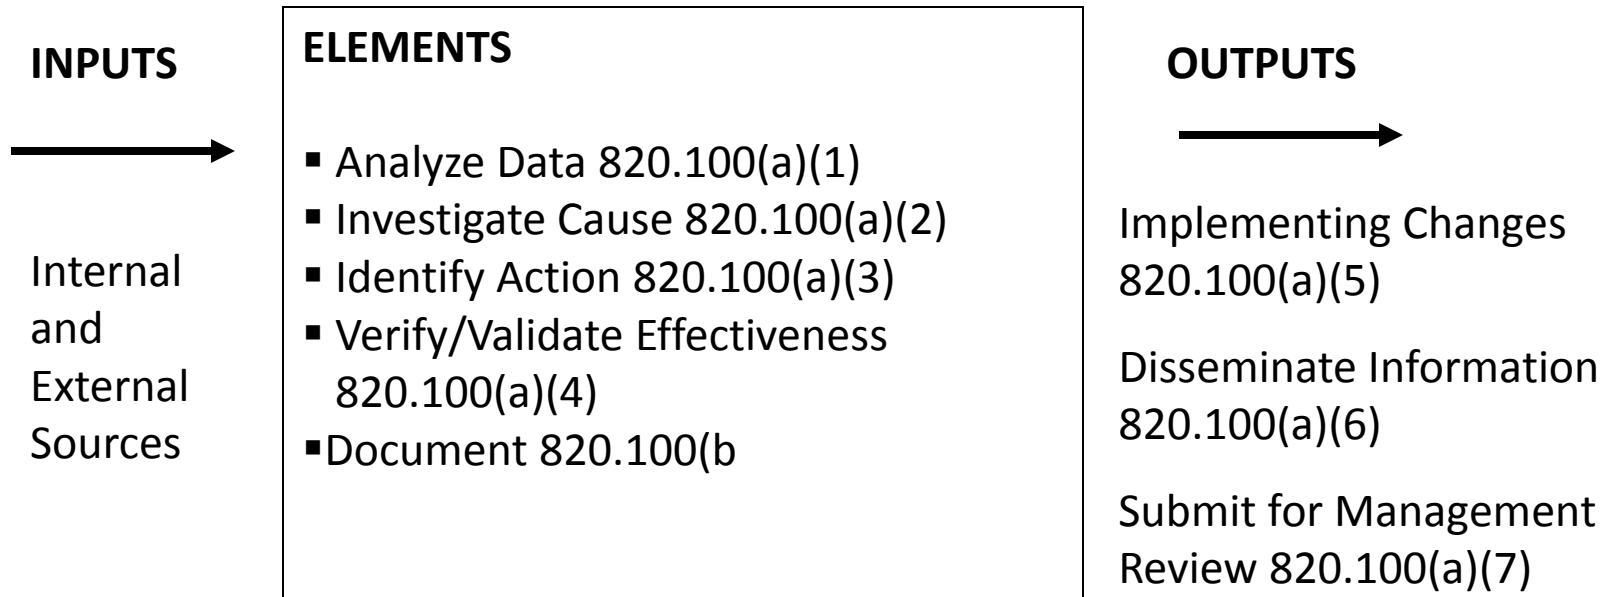 INPUTS
Internal
and
External
Sources
ELEMENTS
▪ Analyze Data 820.100(a)(1)
▪ Investigate Cause 820.100(a)(2)
▪ Identify Action 820.100(a)(3)
▪ Verify/Validate Effectiveness
820.100(a)(4)
▪Document 820.100(b
OUTPUTS
Implementing Changes
820.100(a)(5)
Disseminate Information
820.100(a)(6)
Submit for Management
Review 820.100(a)(7)